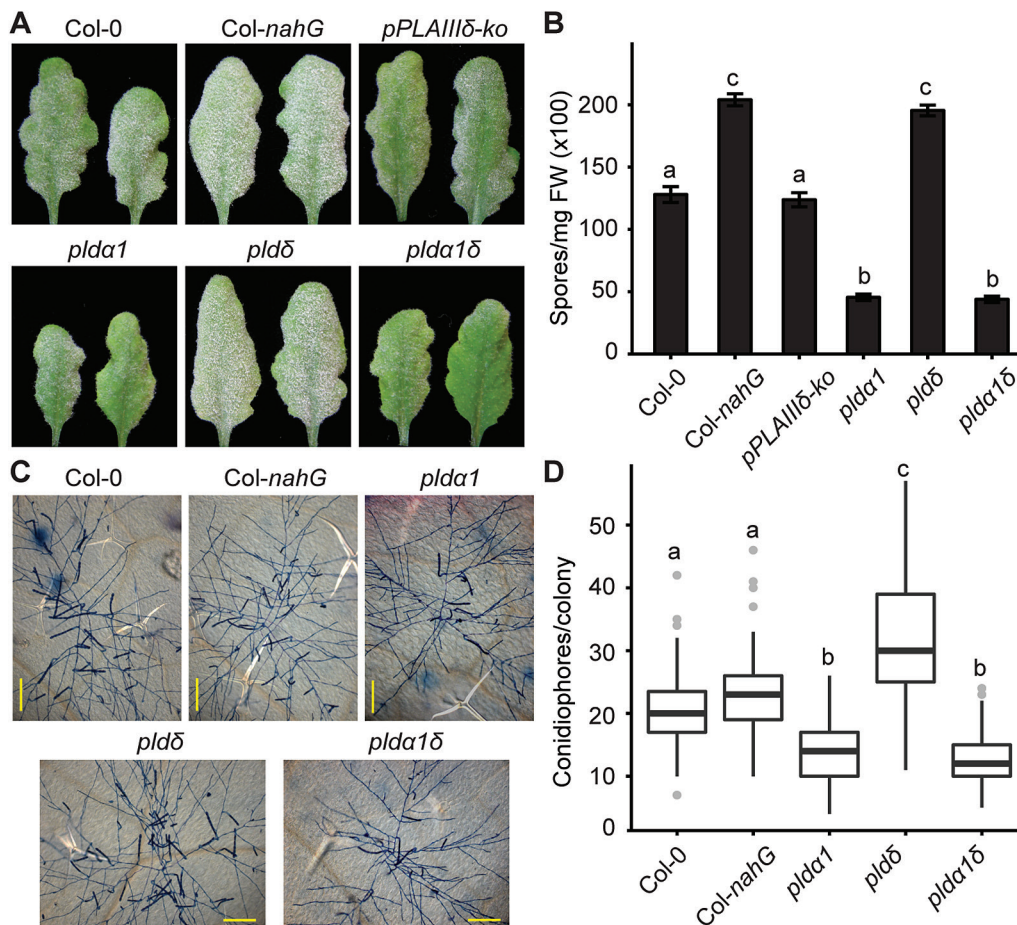 A
Col-0 Col-nahG pPLAIIIδ-ko
pldα1 pldδ pldα1δ
B
Spores/mg FW (x100)
200
150
100
50
0
a c a b c b
Col-0 Col-nahG pPLAIIIδ-ko pldα1 pldδ pldα1δ
C
Col-0 Col-nahG pldα1
pldδ pldα1δ
D
Conidiophores/colony
50
40
30
20
10
0
a a b c b
Col-0 Col-nahG pldα1 pldδ pldα1δ